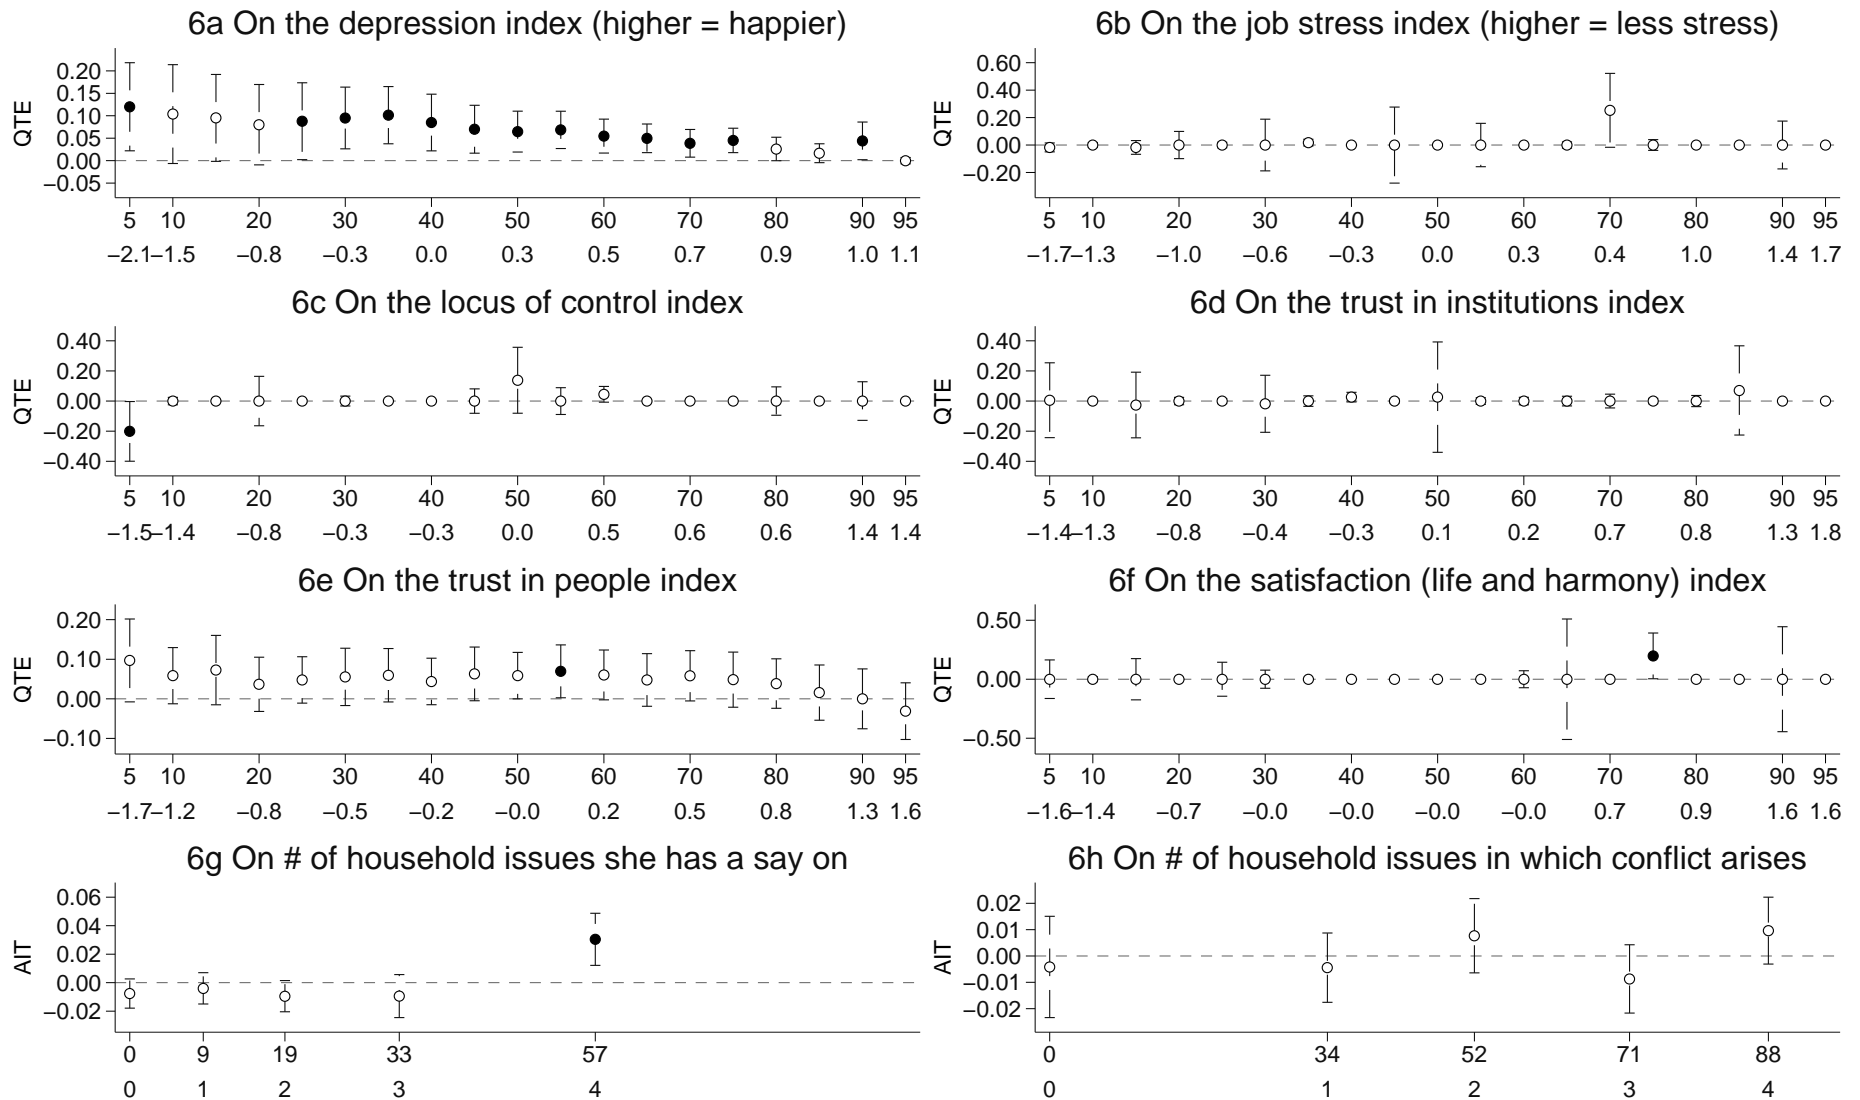 6a On the depression index (higher = happier)
QTE
0.20
0.15
0.10
0.05
0.00
−0.05
5 10 20 30 40 50 60 70 80 90 95
−2.1 −1.5 −0.8 −0.3 0.0 0.3 0.5 0.7 0.9 1.0 1.1
6b On the job stress index (higher = less stress)
QTE
0.60
0.40
0.20
0.00
−0.20
5 10 20 30 40 50 60 70 80 90 95
−1.7 −1.3 −1.0 −0.6 −0.3 0.0 0.3 0.4 1.0 1.4 1.7
6c On the locus of control index
QTE
0.40
0.20
0.00
−0.20
−0.40
5 10 20 30 40 50 60 70 80 90 95
−1.5 −1.4 −0.8 −0.3 −0.3 0.0 0.5 0.6 0.6 1.4 1.4
6d On the trust in institutions index
QTE
0.40
0.20
0.00
−0.20
−0.40
5 10 20 30 40 50 60 70 80 90 95
−1.4 −1.3 −0.8 −0.4 −0.3 0.1 0.2 0.7 0.8 1.3 1.8
6e On the trust in people index
QTE
0.20
0.10
0.00
−0.10
5 10 20 30 40 50 60 70 80 90 95
−1.7 −1.2 −0.8 −0.5 −0.2 −0.0 0.2 0.5 0.8 1.3 1.6
6f On the satisfaction (life and harmony) index
QTE
0.50
0.00
−0.50
5 10 20 30 40 50 60 70 80 90 95
−1.6 −1.4 −0.7 −0.0 −0.0 −0.0 −0.0 0.7 0.9 1.6 1.6
6g On # of household issues she has a say on
AIT
0.06
0.04
0.02
0.00
−0.02
0 9 19 33 57
0 1 2 3 4
6h On # of household issues in which conflict arises
AIT
0.02
0.01
0.00
−0.01
−0.02
0 34 52 71 88
0 1 2 3 4